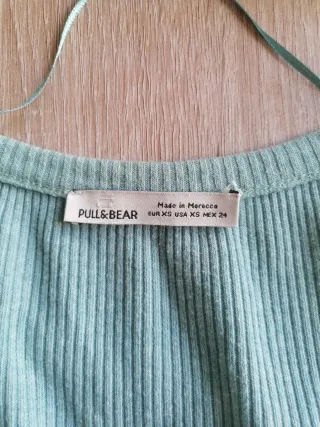 PULL&BEAR
Made in Morocco
EUR XS USA XS MEX 24